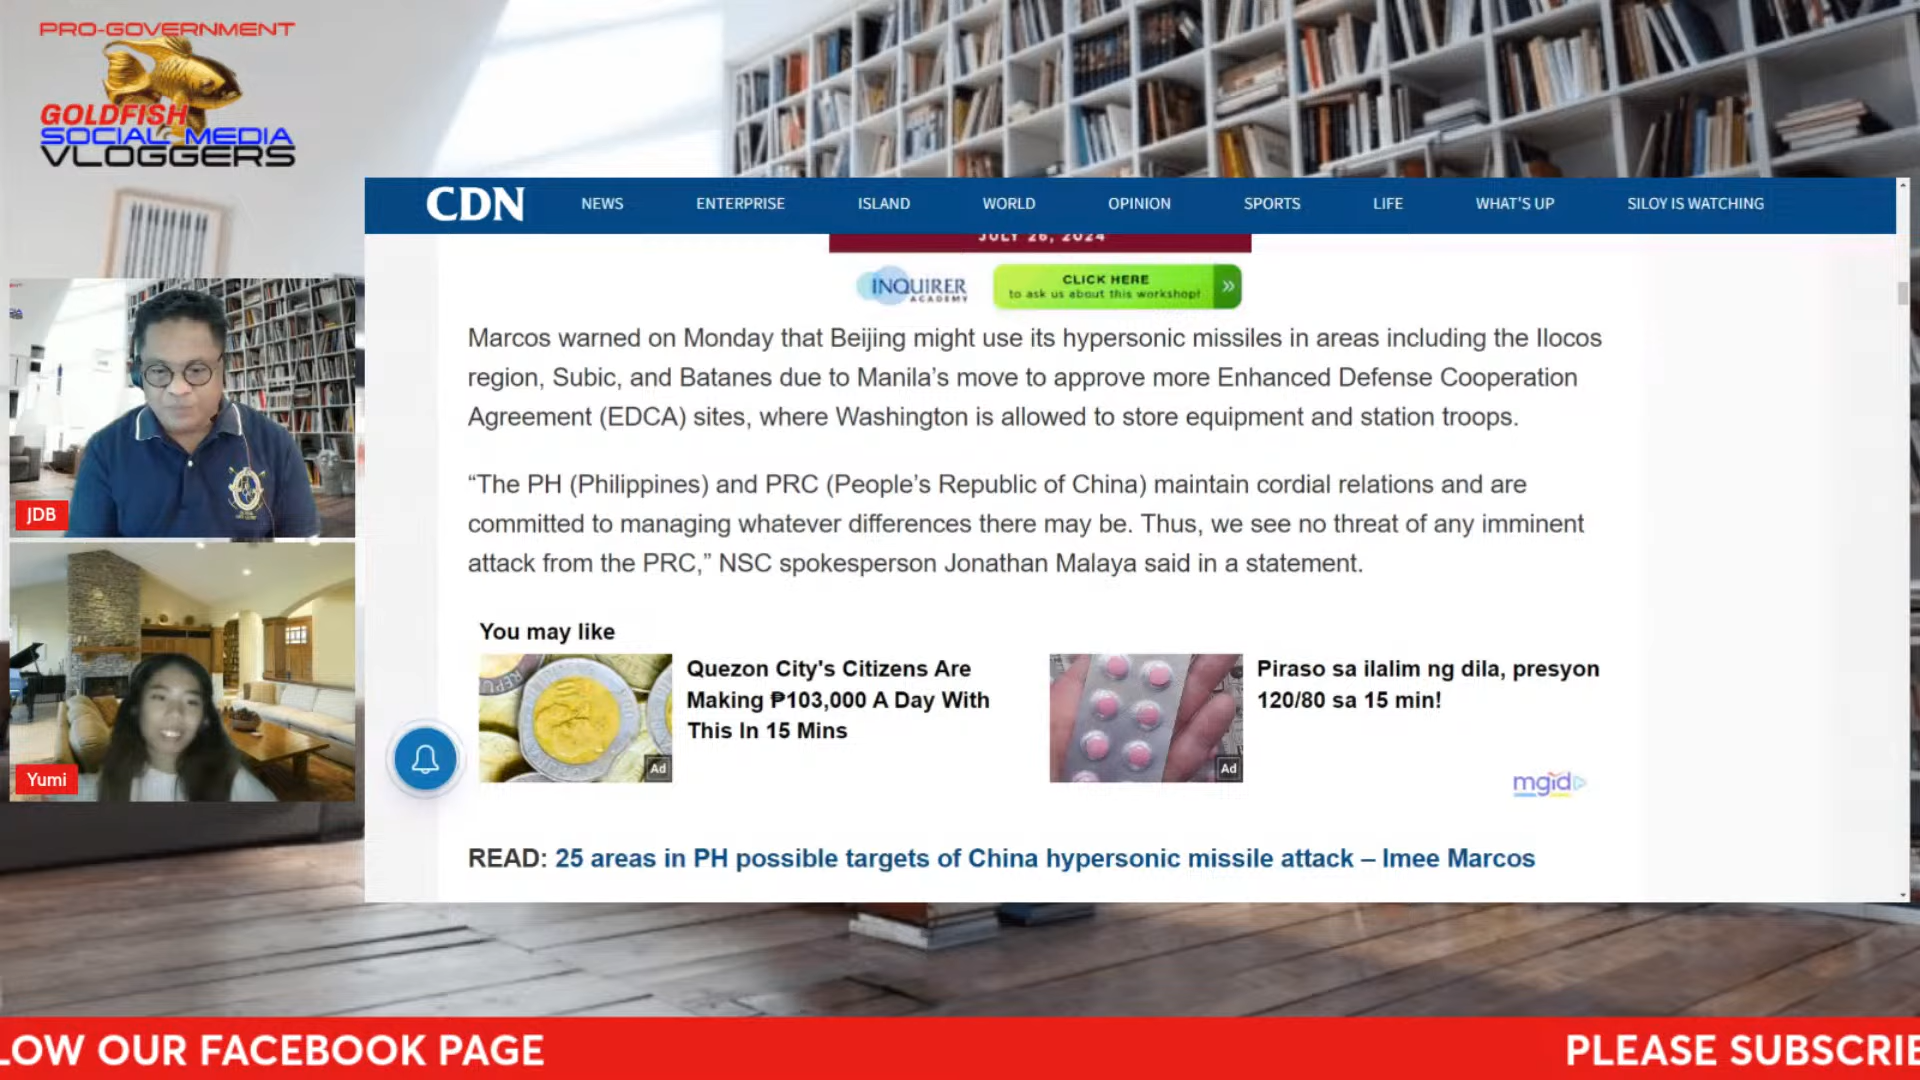 PRO-GOVERNMENT
GOLDFISH
SOCIAL MEDIA
VLOGGERS
CDN NEWS ENTERPRISE ISLAND WORLD OPINION SPORTS LIFE WHAT'S UP SILOY IS WATCHING
JULY 26, 2024
INQUIRER
ACADEMY
CLICK HERE
to ask us about this workshop!
Marcos warned on Monday that Beijing might use its hypersonic missiles in areas including the Ilocos
region, Subic, and Batanes due to Manila’s move to approve more Enhanced Defense Cooperation
Agreement (EDCA) sites, where Washington is allowed to store equipment and station troops.
“The PH (Philippines) and PRC (People’s Republic of China) maintain cordial relations and are
committed to managing whatever differences there may be. Thus, we see no threat of any imminent
attack from the PRC,” NSC spokesperson Jonathan Malaya said in a statement.
JDB
You may like
Quezon City's Citizens Are
Making ₱103,000 A Day With
This In 15 Mins
Ad
Piraso sa ilalim ng dila, presyon
120/80 sa 15 min!
Ad
mgid
Yumi
READ: 25 areas in PH possible targets of China hypersonic missile attack – Imee Marcos
LOW OUR FACEBOOK PAGE
PLEASE SUBSCRIBE